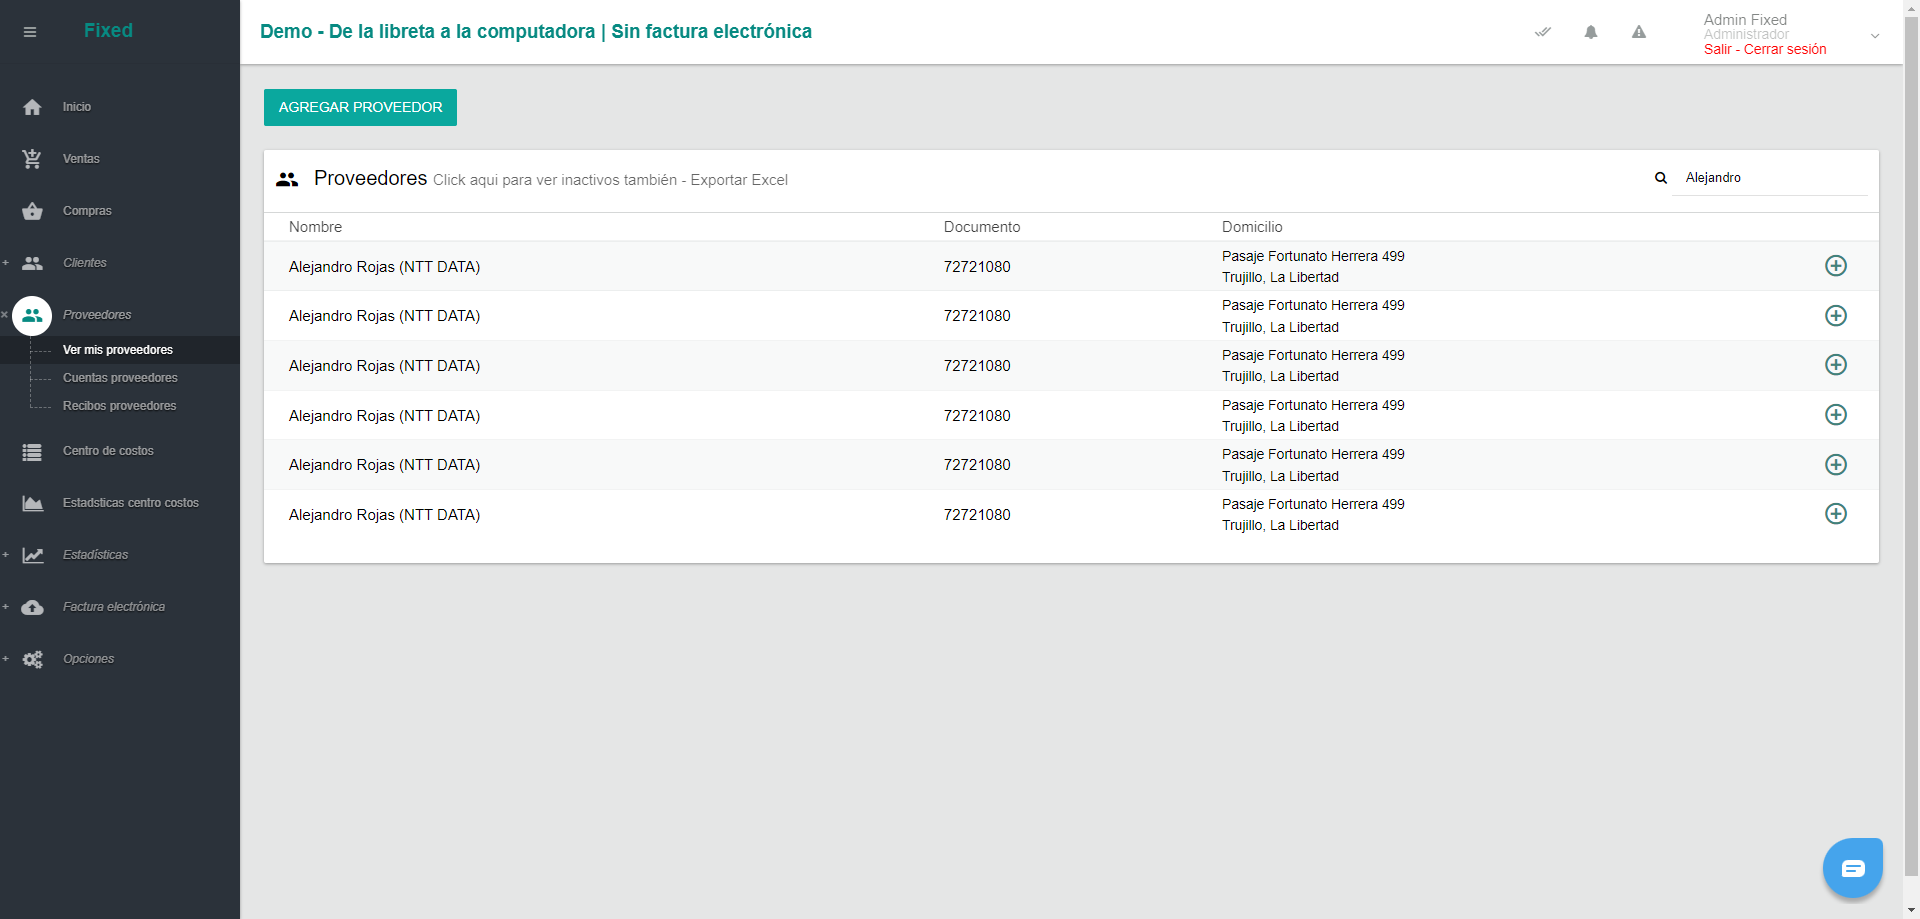 Fixed
Demo - De la libreta a la computadora | Sin factura electrónica
Admin Fixed
Administrador
Salir - Cerrar sesión
Inicio
Ventas
Compras
+ Clientes
× Proveedores
Ver mis proveedores
Cuentas proveedores
Recibos proveedores
Centro de costos
Estadsticas centro costos
+ Estadísticas
+ Factura electrónica
+ Opciones
AGREGAR PROVEEDOR
Proveedores Click aqui para ver inactivos también - Exportar Excel
Alejandro
Nombre Documento Domicilio
Alejandro Rojas (NTT DATA) 72721080 Pasaje Fortunato Herrera 499
Trujillo, La Libertad
Alejandro Rojas (NTT DATA) 72721080 Pasaje Fortunato Herrera 499
Trujillo, La Libertad
Alejandro Rojas (NTT DATA) 72721080 Pasaje Fortunato Herrera 499
Trujillo, La Libertad
Alejandro Rojas (NTT DATA) 72721080 Pasaje Fortunato Herrera 499
Trujillo, La Libertad
Alejandro Rojas (NTT DATA) 72721080 Pasaje Fortunato Herrera 499
Trujillo, La Libertad
Alejandro Rojas (NTT DATA) 72721080 Pasaje Fortunato Herrera 499
Trujillo, La Libertad